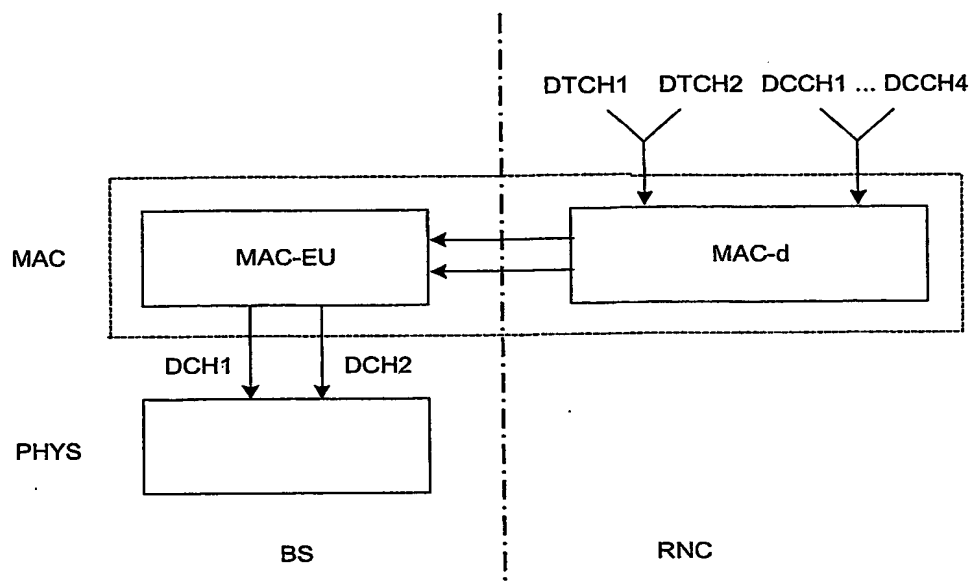 DTCH1 DTCH2 DCCH1 ... DCCH4
MAC
MAC-EU
MAC-d
DCH1
DCH2
PHYS
BS
RNC